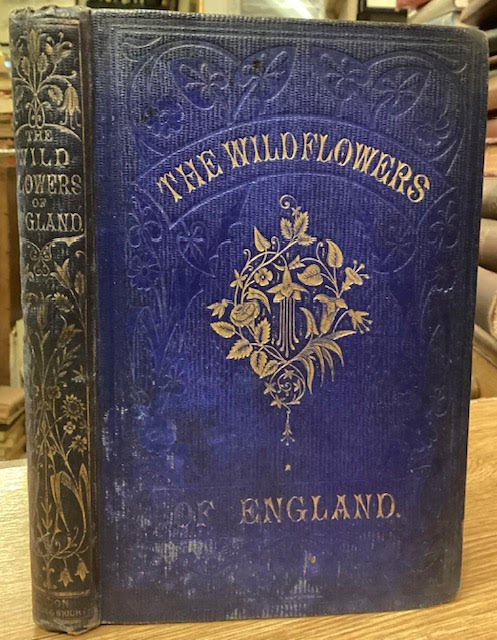 THE
WILD
FLOWERS
OF
ENGLAND.
THE WILD FLOWERS
OF ENGLAND.